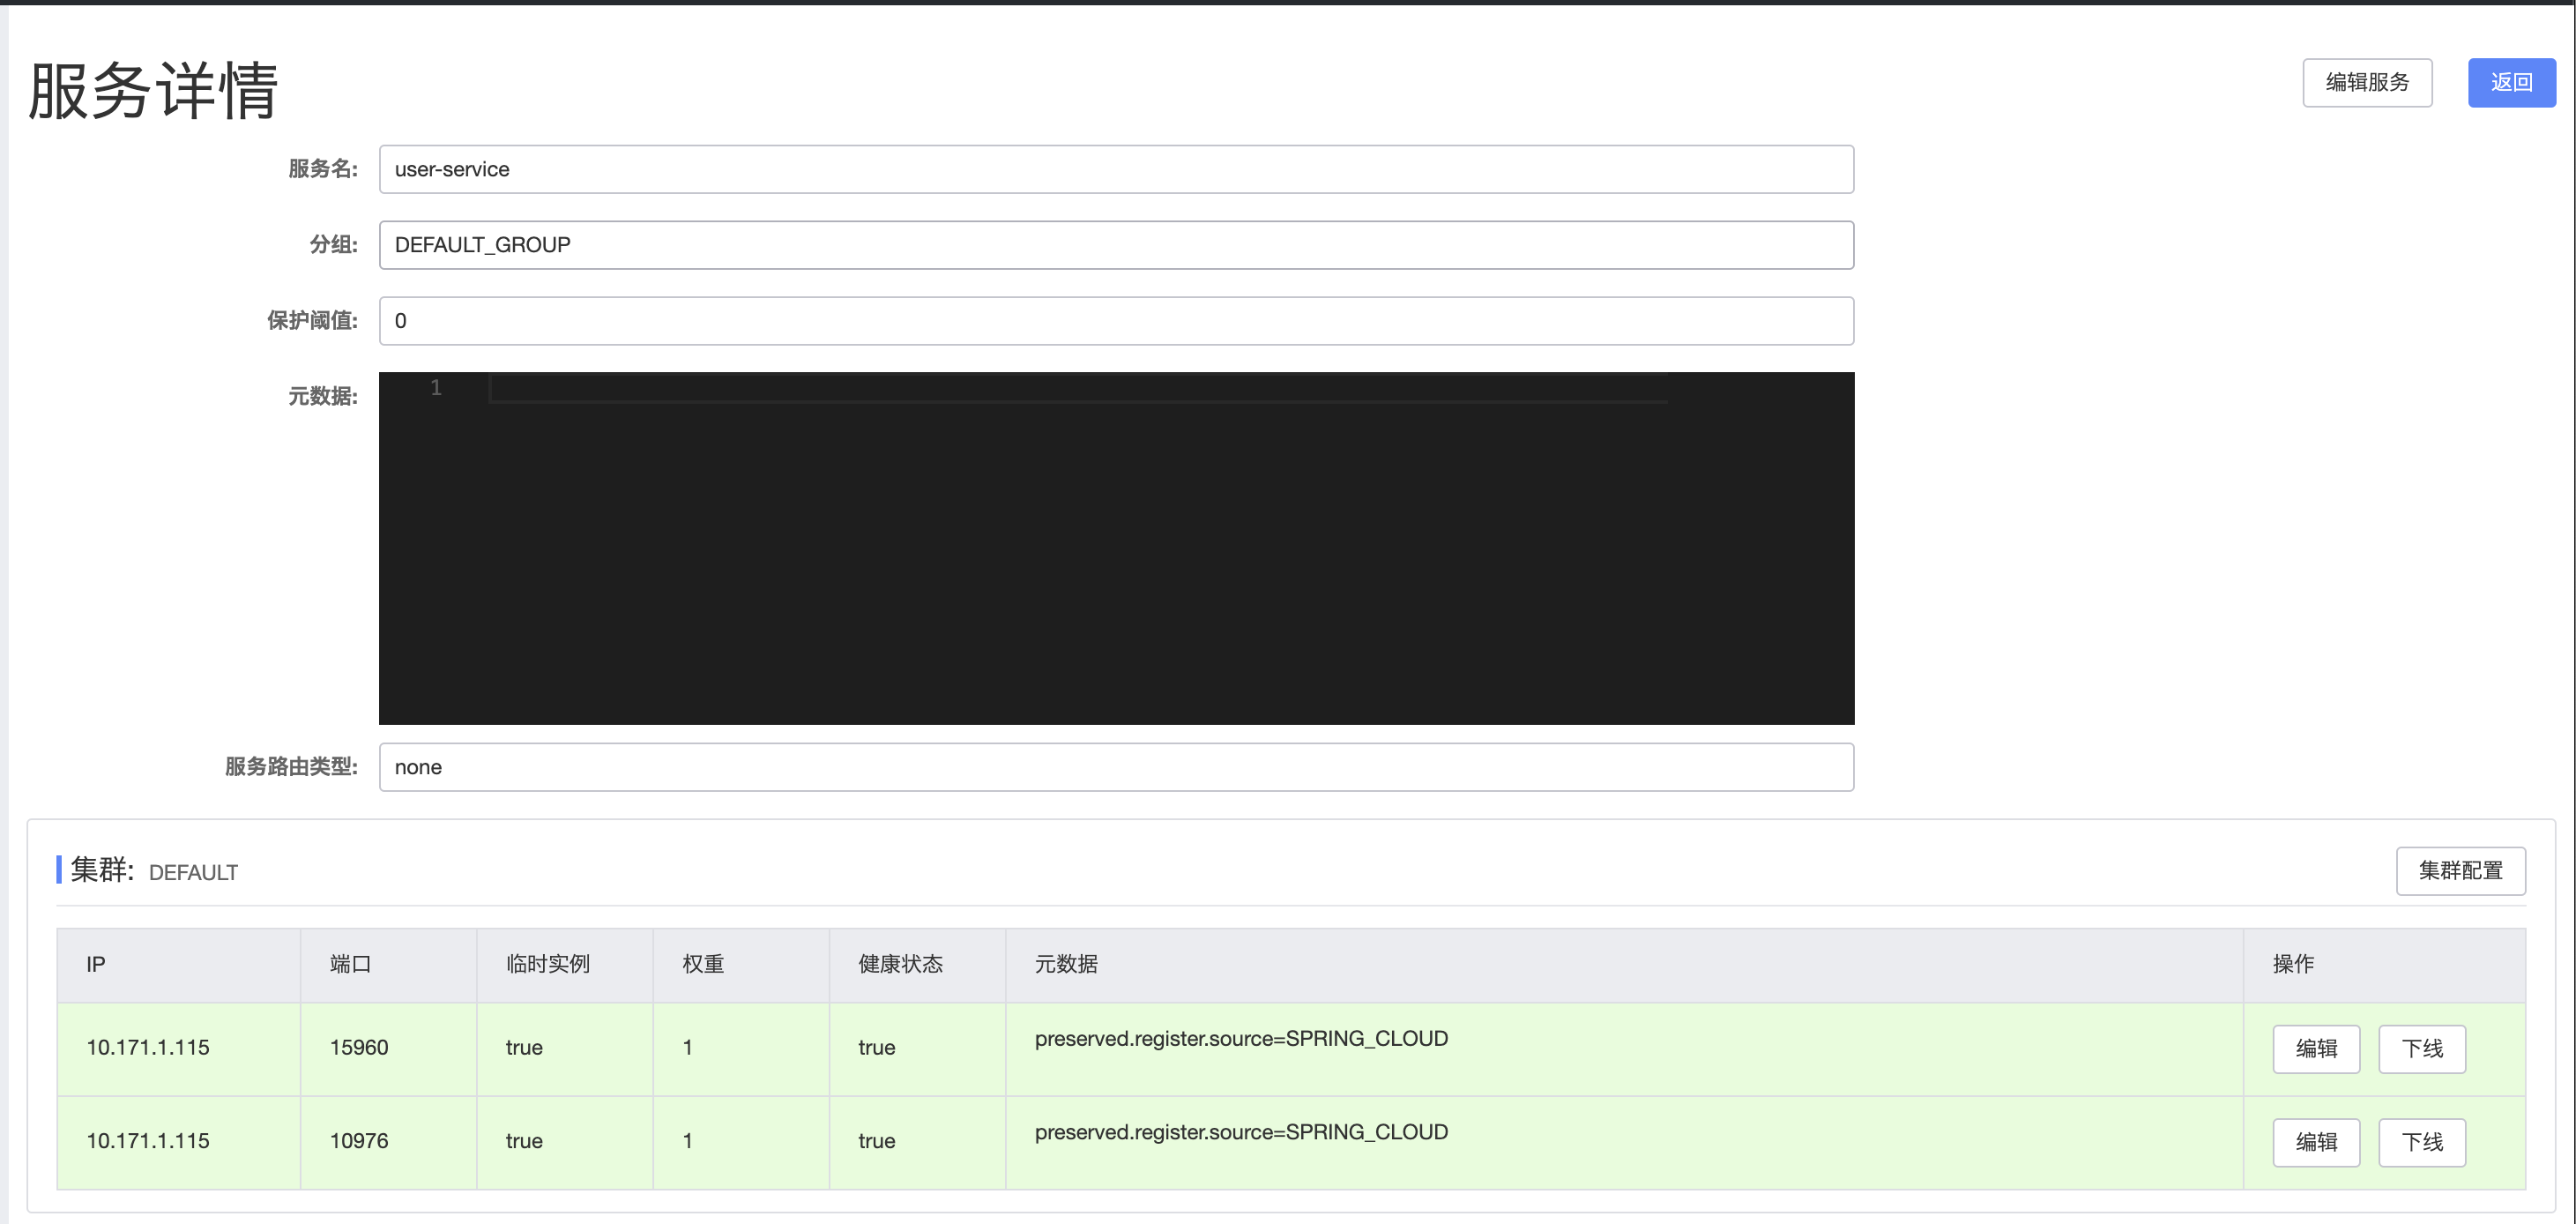 服务详情
编辑服务 返回
服务名: user-service
分组: DEFAULT_GROUP
保护阈值: 0
元数据: 1
服务路由类型: none
集群: DEFAULT 集群配置
IP 端口 临时实例 权重 健康状态 元数据 操作
10.171.1.115 15960 true 1 true preserved.register.source=SPRING_CLOUD 编辑 下线
10.171.1.115 10976 true 1 true preserved.register.source=SPRING_CLOUD 编辑 下线